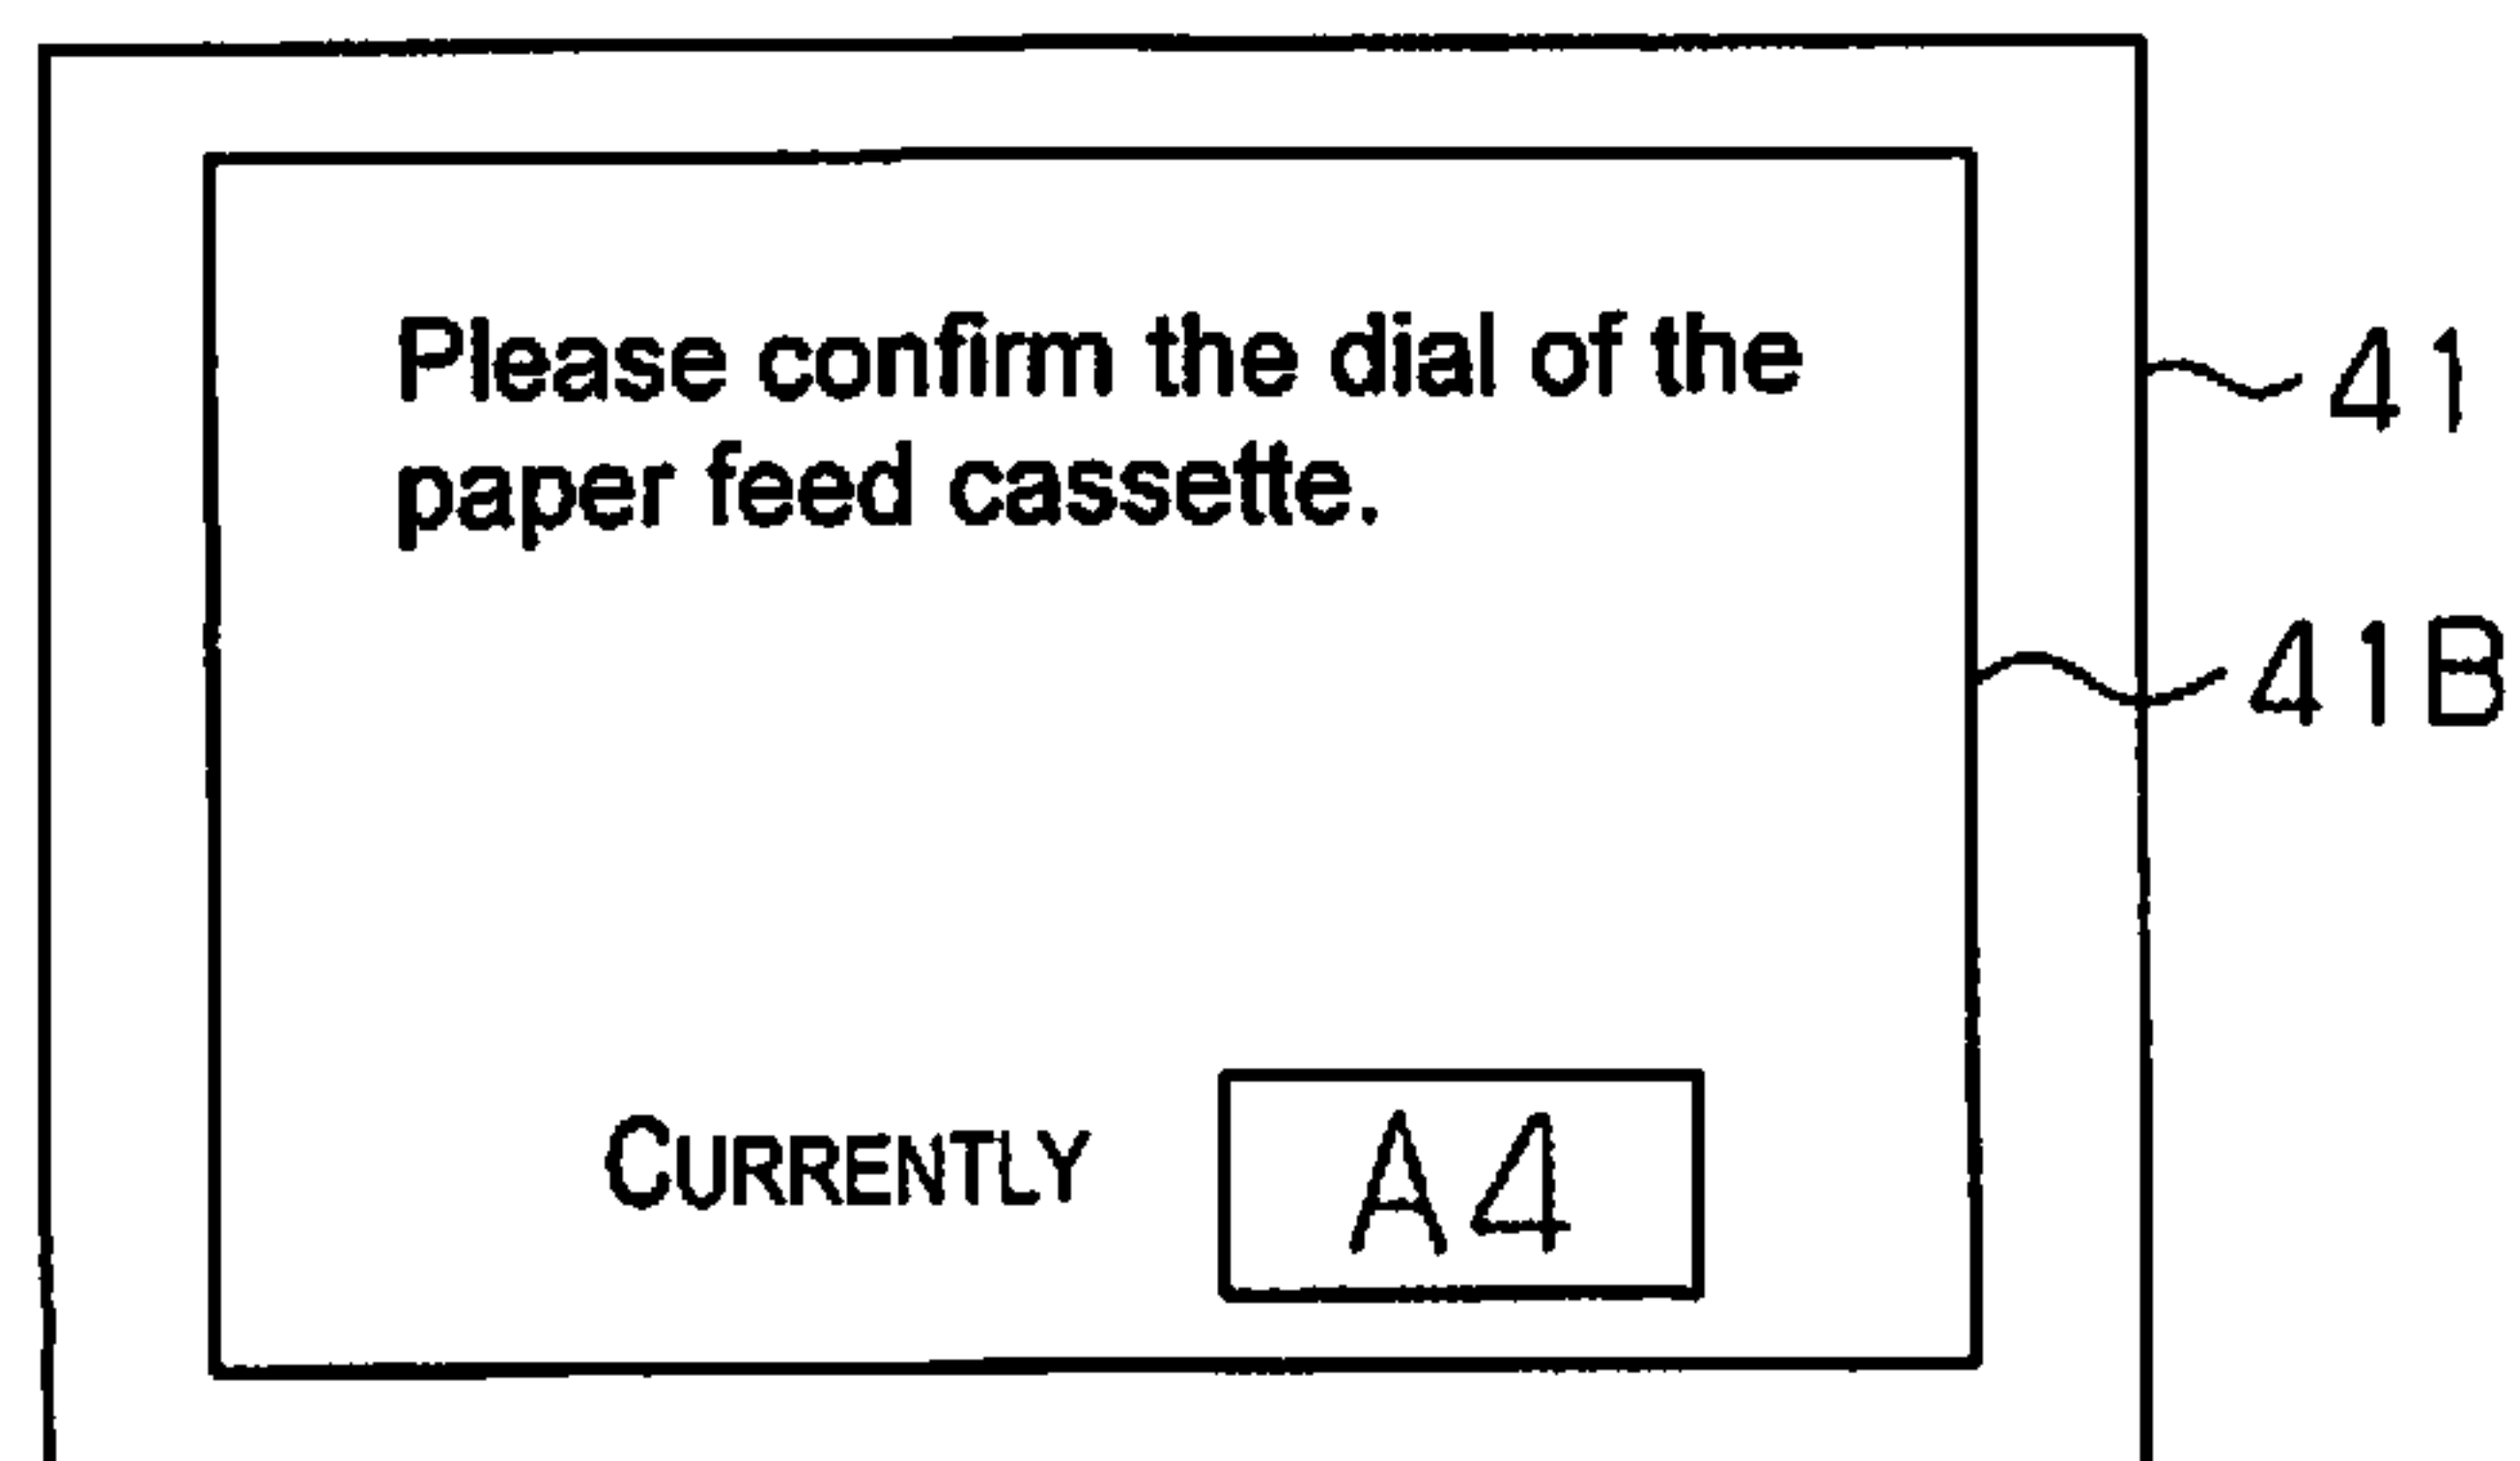 Please confirm the dial of the
paper feed cassette.
41
41B
CURRENTLY A4